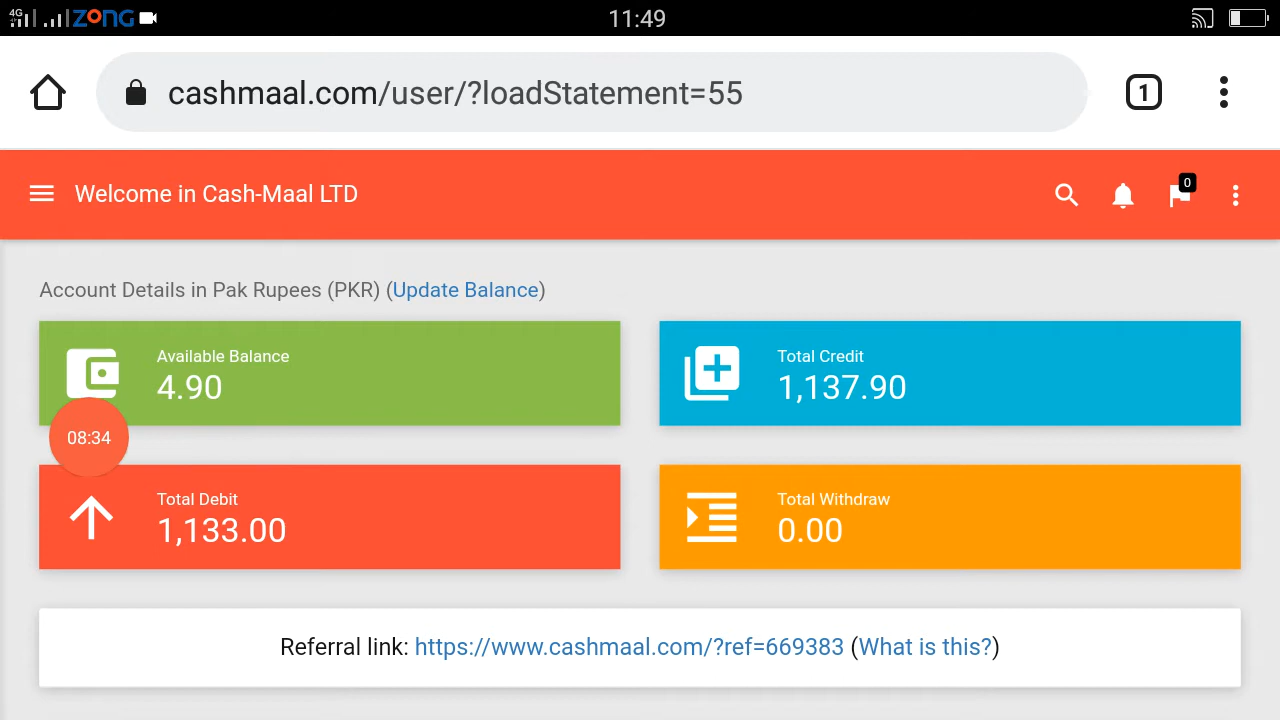 4G ZONG 11:49
cashmaal.com/user/?loadStatement=55 1
Welcome in Cash-Maal LTD 0
Account Details in Pak Rupees (PKR) (Update Balance)
Available Balance
4.90
Total Credit
1,137.90
08:34
Total Debit
1,133.00
Total Withdraw
0.00
Referral link: https://www.cashmaal.com/?ref=669383 (What is this?)